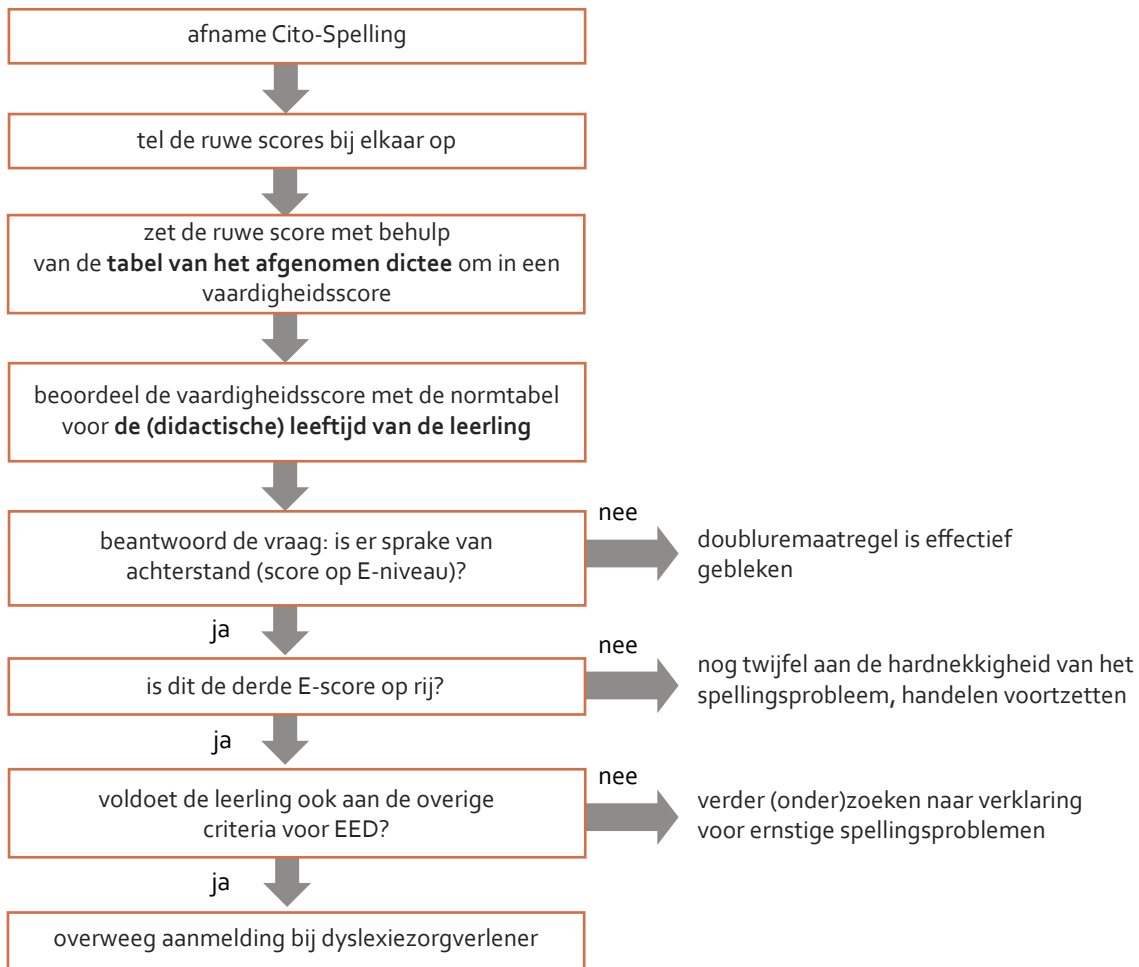 afname Cito-Spelling
tel de ruwe scores bij elkaar op
zet de ruwe score met behulp
van de tabel van het afgenomen dictee om in een
vaardigheidsscore
beoordeel de vaardigheidsscore met de normtabel
voor de (didactische) leeftijd van de leerling
beantwoord de vraag: is er sprake van
achterstand (score op E-niveau)?
nee
doubluremaatregel is effectief
gebleken
ja
is dit de derde E-score op rij?
nee
nog twijfel aan de hardnekkigheid van het
spellingsprobleem, handelen voortzetten
ja
voldoet de leerling ook aan de overige
criteria voor EED?
nee
verder (onder)zoeken naar verklaring
voor ernstige spellingsproblemen
ja
overweeg aanmelding bij dyslexiezorgverlener